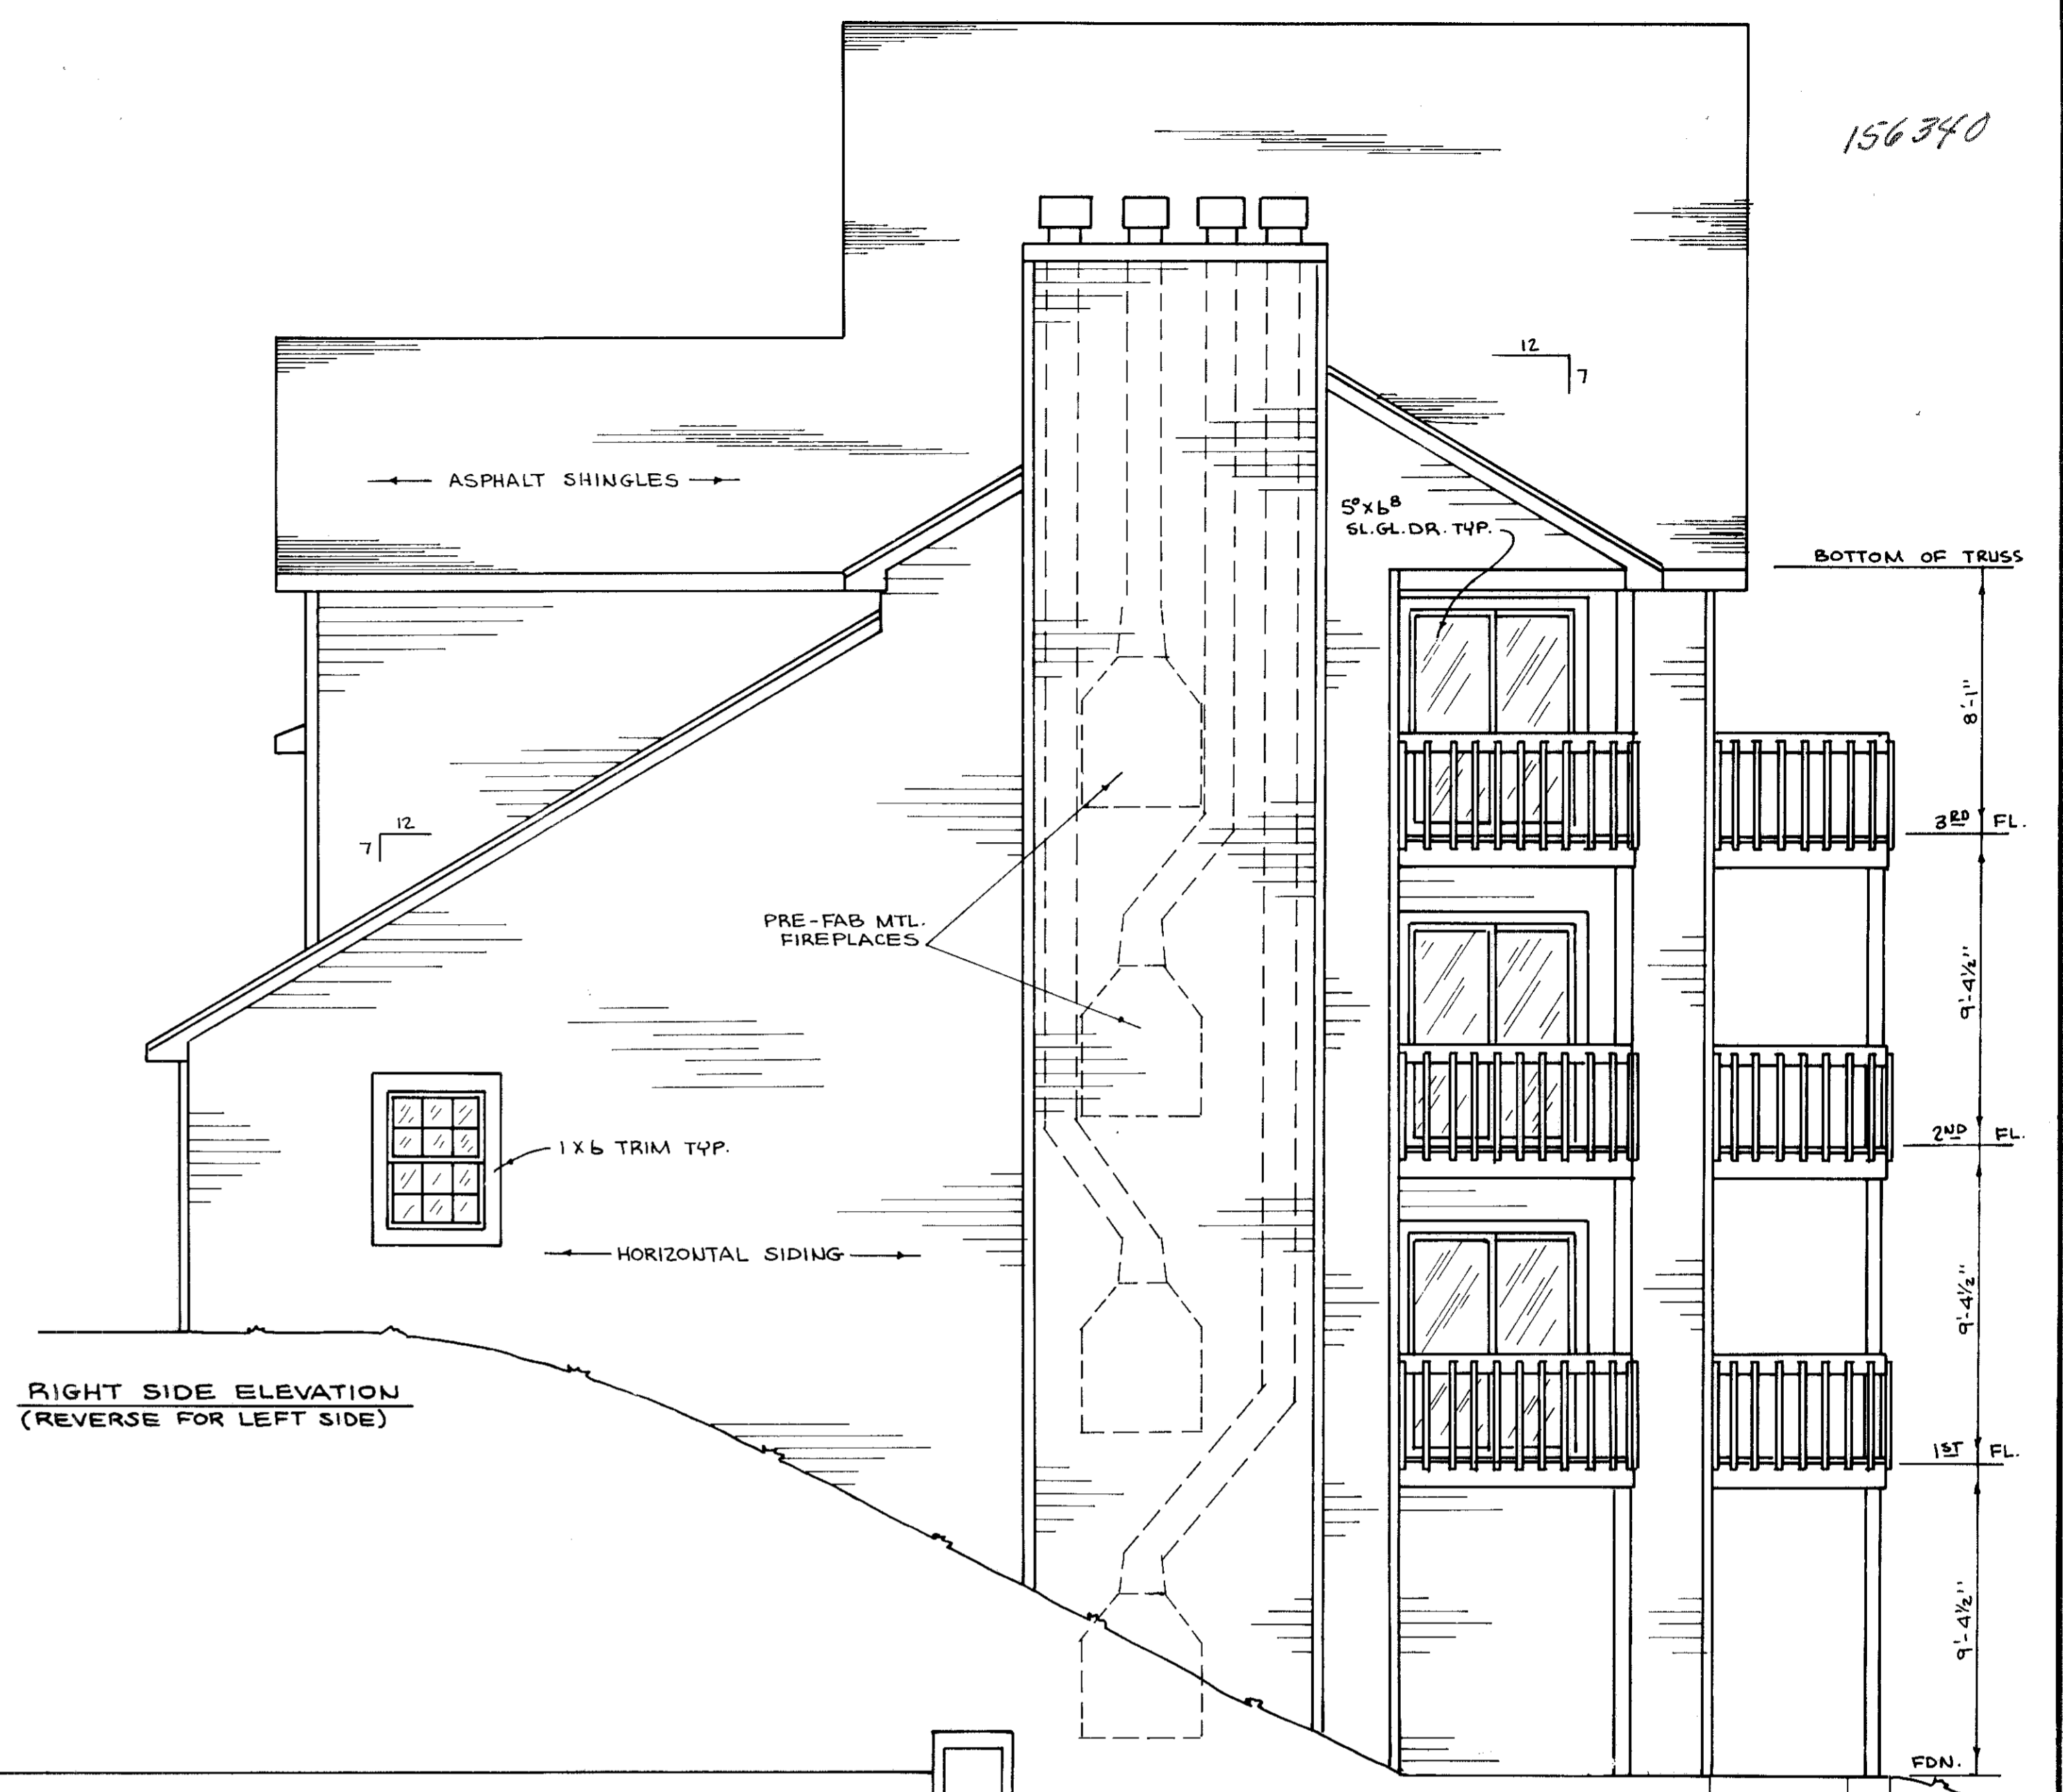 156340
12
7
ASPHALT SHINGLES
5⁰x6⁸
SL.GL.DR. TYP.
BOTTOM OF TRUSS
8'-1"
3RD FL.
12
7
PRE-FAB MTL.
FIREPLACES
9'-4½"
2ND FL.
1x6 TRIM TYP.
HORIZONTAL SIDING
9'-4½"
RIGHT SIDE ELEVATION
(REVERSE FOR LEFT SIDE)
1ST FL.
9'-4½"
FDN.